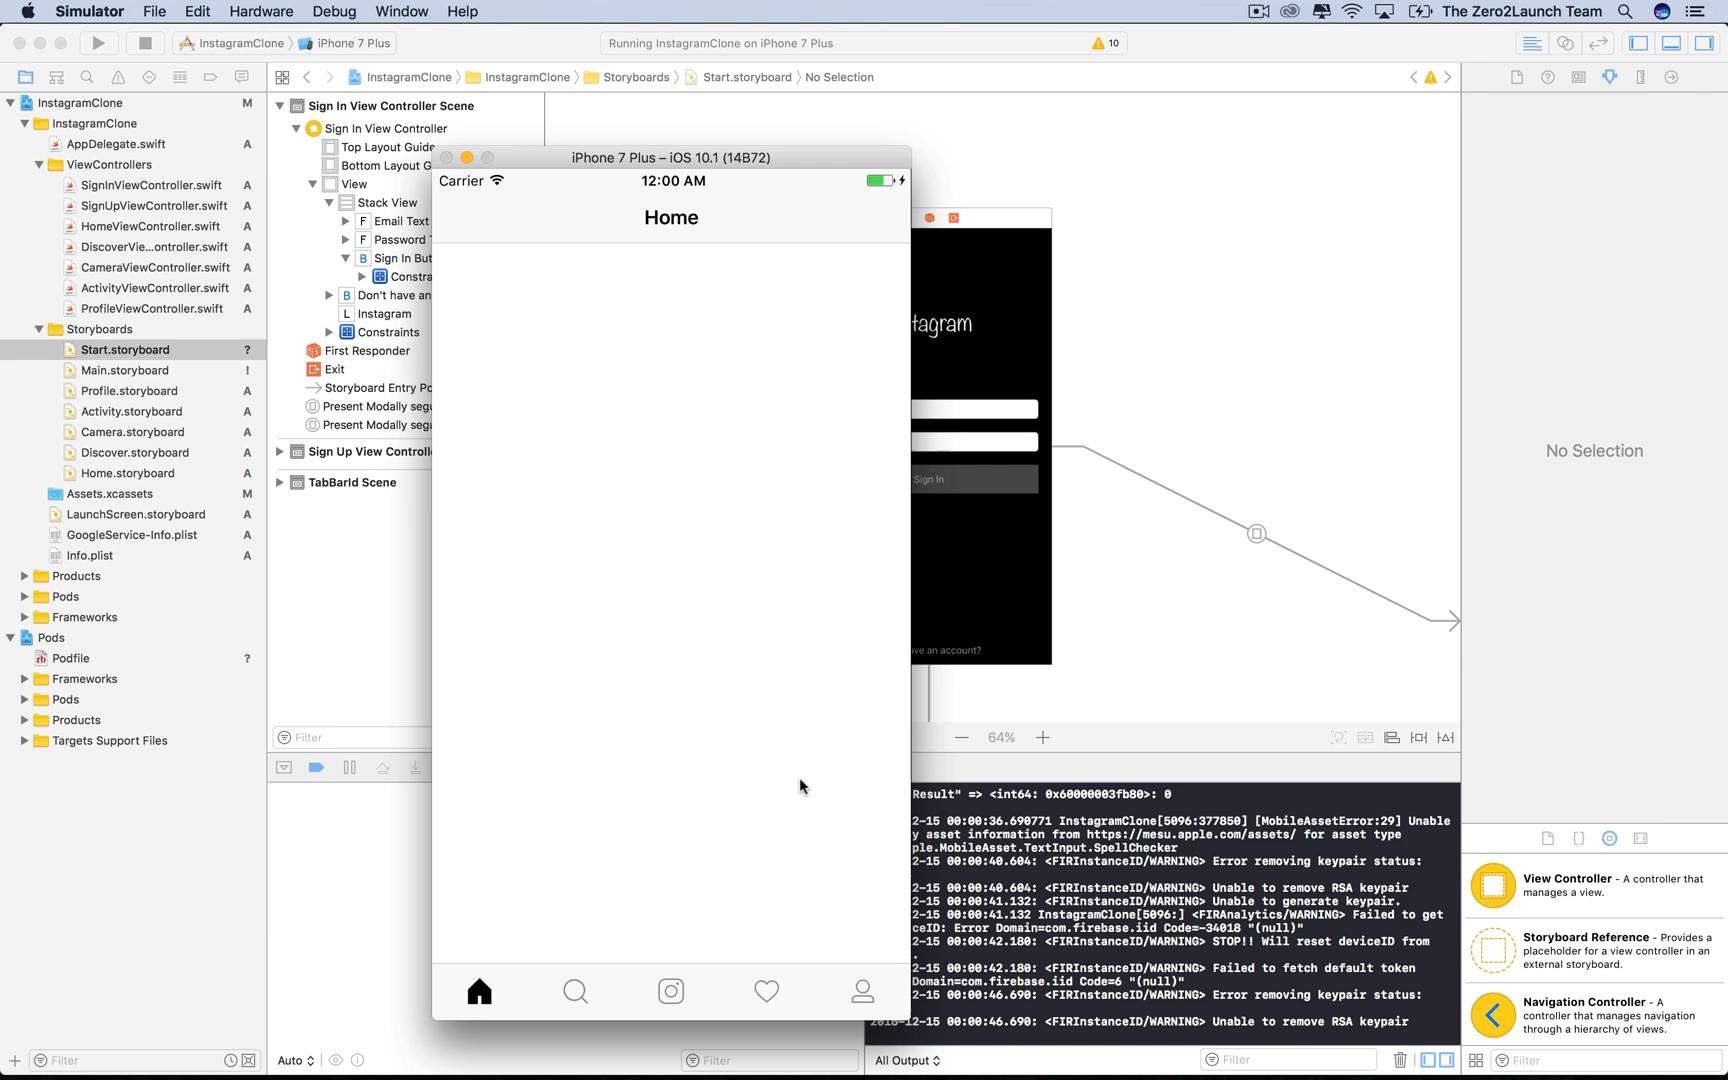 Simulator File Edit Hardware Debug Window Help The Zero2Launch Team
InstagramClone iPhone 7 Plus Running InstagramClone on iPhone 7 Plus 10
InstagramClone InstagramClone Storyboards Start.storyboard No Selection
InstagramClone M
InstagramClone
AppDelegate.swift A
ViewControllers
SignInViewController.swift A
SignUpViewController.swift A
HomeViewController.swift A
DiscoverVie...ontroller.swift A
CameraViewController.swift A
ActivityViewController.swift A
ProfileViewController.swift A
Storyboards
Start.storyboard ?
Main.storyboard !
Profile.storyboard A
Activity.storyboard A
Camera.storyboard A
Discover.storyboard A
Home.storyboard A
Assets.xcassets M
LaunchScreen.storyboard A
GoogleService-Info.plist A
Info.plist A
Products
Pods
Frameworks
Pods
Podfile ?
Frameworks
Pods
Products
Targets Support Files
Filter
Sign In View Controller Scene
Sign In View Controller
Top Layout Guide
Bottom Layout G
View
Stack View
F Email Text
F Password T
B Sign In But
Constra
B Don't have an
L Instagram
Constraints
First Responder
Exit
Storyboard Entry Po
Present Modally segu
Present Modally segu
Sign Up View Controlle
TabBarId Scene
Filter
iPhone 7 Plus – iOS 10.1 (14B72)
Carrier 12:00 AM
Home
tagram
Sign In
ave an account?
64%
No Selection
Result" => <int64: 0x60000003fb80>: 0
2-15 00:00:36.690771 InstagramClone[5096:377850] [MobileAssetError:29] Unable
y asset information from https://mesu.apple.com/assets/ for asset type
ple.MobileAsset.TextInput.SpellChecker
2-15 00:00:40.604: <FIRInstanceID/WARNING> Error removing keypair status:
2-15 00:00:40.604: <FIRInstanceID/WARNING> Unable to remove RSA keypair
2-15 00:00:41.132: <FIRInstanceID/WARNING> Unable to generate keypair.
2-15 00:00:41.132 InstagramClone[5096:] <FIRAnalytics/WARNING> Failed to get
ceID: Error Domain=com.firebase.iid Code=-34018 "(null)"
2-15 00:00:42.180: <FIRInstanceID/WARNING> STOP!! Will reset deviceID from
.
2-15 00:00:42.180: <FIRInstanceID/WARNING> Failed to fetch default token
Domain=com.firebase.iid Code=6 "(null)"
2-15 00:00:46.690: <FIRInstanceID/WARNING> Error removing keypair status:
2016-12-15 00:00:46.690: <FIRInstanceID/WARNING> Unable to remove RSA keypair
Auto Filter All Output Filter
View Controller - A controller that
manages a view.
Storyboard Reference - Provides a
placeholder for a view controller in an
external storyboard.
Navigation Controller - A
controller that manages navigation
through a hierarchy of views.
Filter